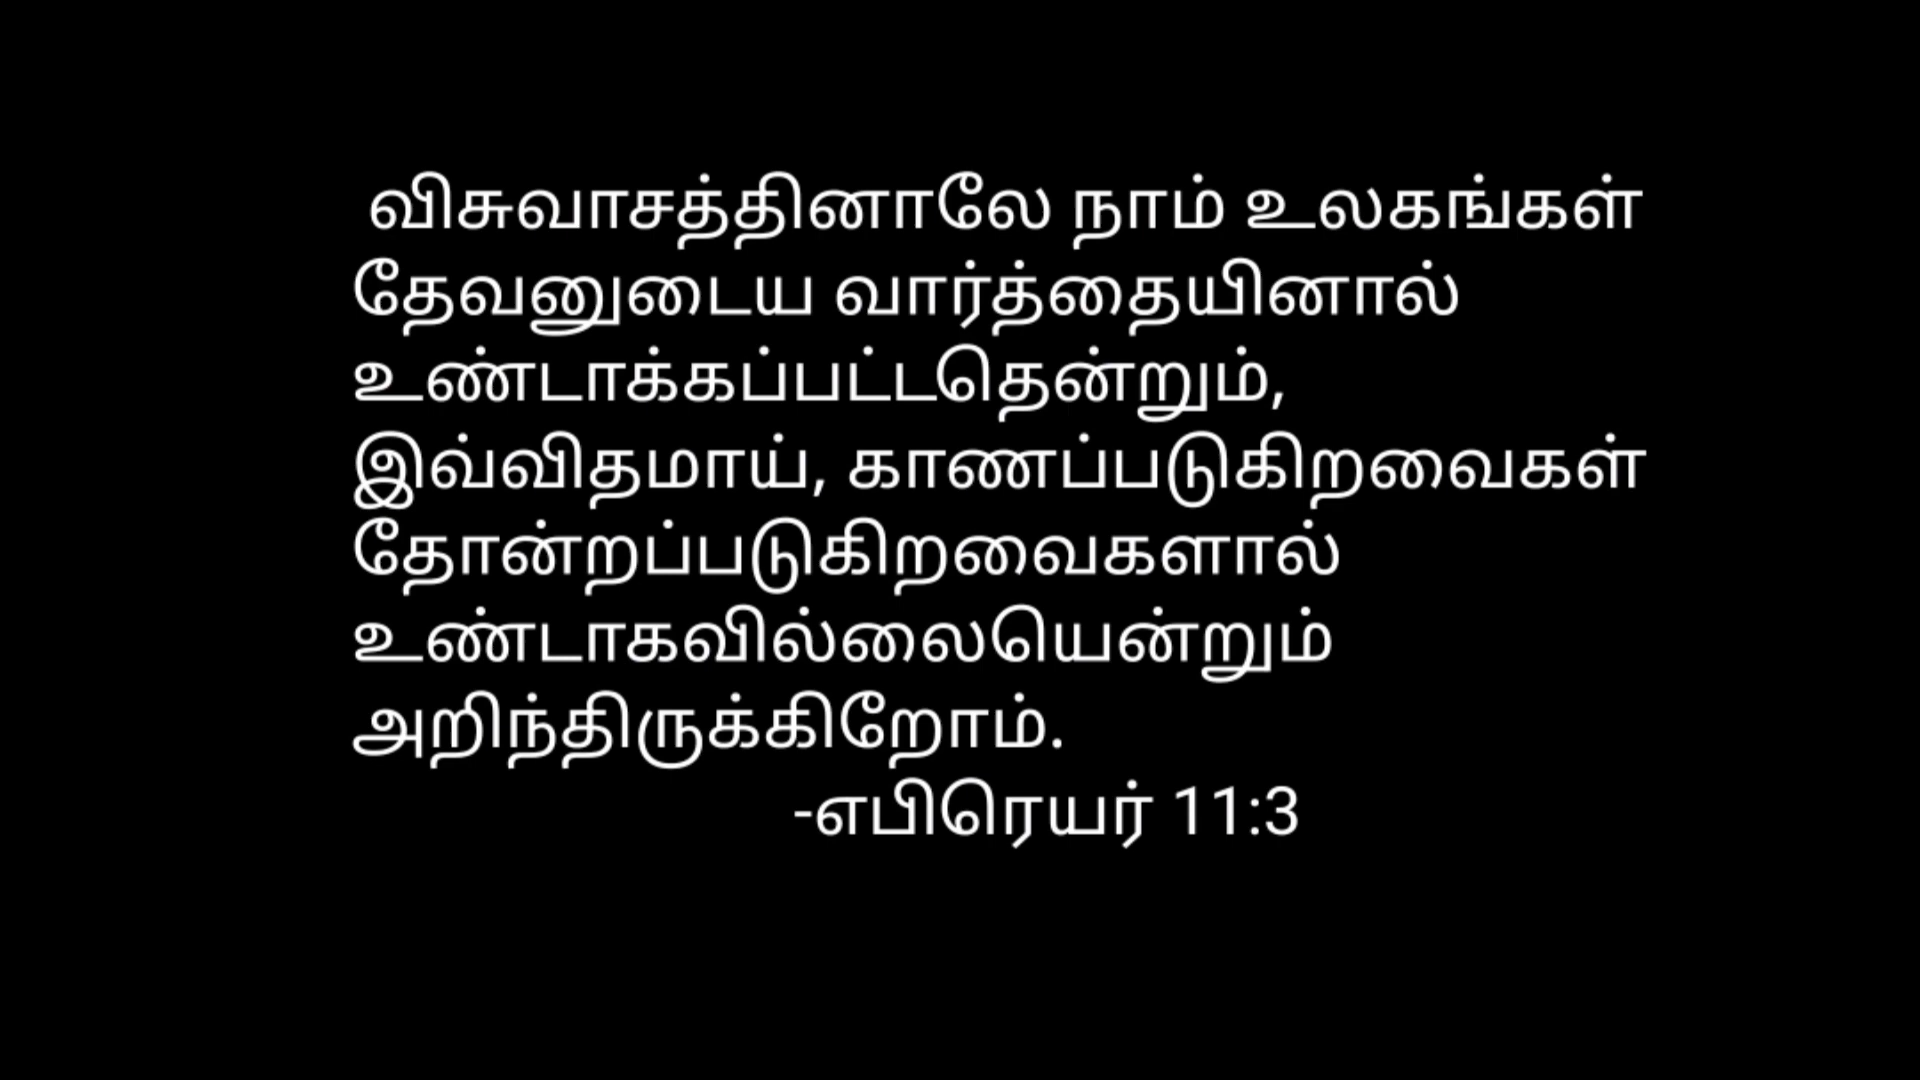 விசுவாசத்தினாலே நாம் உலகங்கள்
தேவனுடைய வார்த்தையினால்
உண்டாக்கப்பட்டதென்றும்,
இவ்விதமாய், காணப்படுகிறவைகள்
தோன்றப்படுகிறவைகளால்
உண்டாகவில்லையென்றும்
அறிந்திருக்கிறோம்.
-எபிரெயர் 11:3